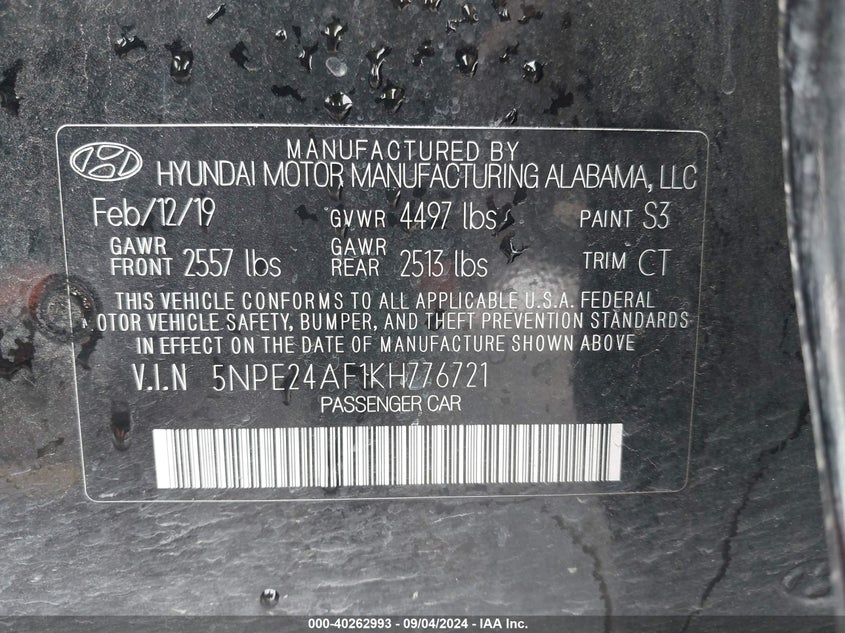 MANUFACTURED BY
HYUNDAI MOTOR MANUFACTURING ALABAMA, LLC
Feb/12/19 GVWR 4497 lbs PAINT S3
GAWR FRONT 2557 lbs GAWR REAR 2513 lbs TRIM CT
THIS VEHICLE CONFORMS TO ALL APPLICABLE U.S.A. FEDERAL
MOTOR VEHICLE SAFETY, BUMPER, AND THEFT PREVENTION STANDARDS
IN EFFECT ON THE DATE OF MANUFACTURE SHOWN ABOVE
V.I.N 5NPE24AF1KH776721
PASSENGER CAR
000-40262993 - 09/04/2024 - IAA Inc.